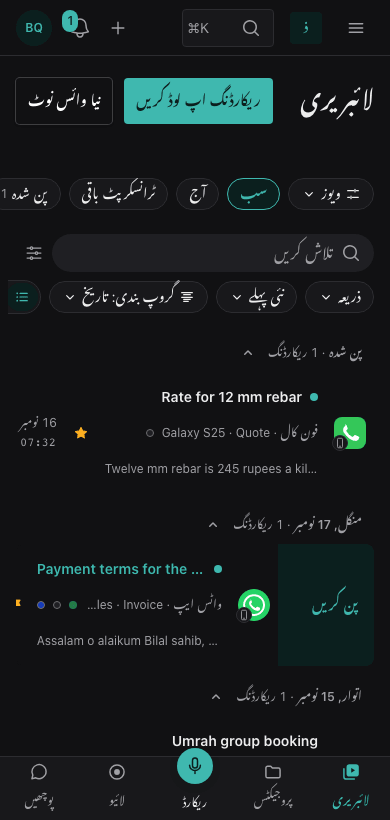 ذ
⌘K
1
BQ
لائبریری
ریکارڈنگ اپ لوڈ کریں
نیا وائس نوٹ
ویوز
سب
آج
ٹرانسکرپٹ باقی
پن شدہ 1
تلاش کریں
ذریعہ
نئی پہلے
گروپ بندی: تاریخ
پن شدہ · 1 ریکارڈنگ
Rate for 12 mm rebar
فون کال · Galaxy S25 · Quote
16 نومبر
07:32
Twelve mm rebar is 245 rupees a kil...
منگل, 17 نومبر · 1 ریکارڈنگ
پن کریں
Payment terms for the ...
واٹس ایپ · Invoice · les...
Assalam o alaikum Bilal sahib, ...
اتوار, 15 نومبر · 1 ریکارڈنگ
Umrah group booking
لائبریری
پروجیکٹس
ریکارڈ
لائیو
پوچھیں